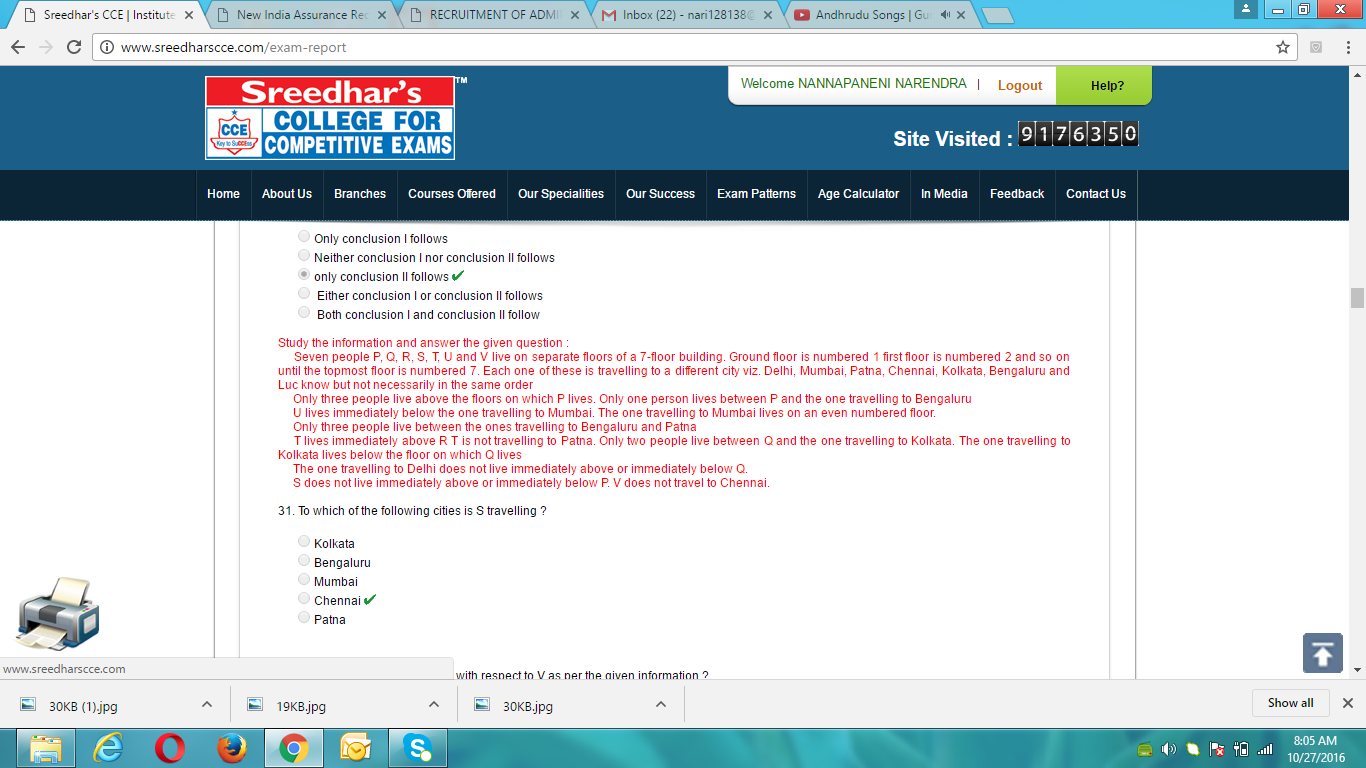 Sreedhar's CCE | Institute
New India Assurance Rec
RECRUITMENT OF ADMI
Inbox (22) - nari128138@
Andhrudu Songs | Gu
www.sreedharscce.com/exam-report
Sreedhar's
TM
CCE
Key to SuCCEss
COLLEGE FOR
COMPETITIVE EXAMS
Welcome NANNAPANENI NARENDRA | Logout Help?
Site Visited : 9176350
Home About Us Branches Courses Offered Our Specialities Our Success Exam Patterns Age Calculator In Media Feedback Contact Us
Only conclusion I follows
Neither conclusion I nor conclusion II follows
only conclusion II follows
Either conclusion I or conclusion II follows
Both conclusion I and conclusion II follow
Study the information and answer the given question :
Seven people P, Q, R, S, T, U and V live on separate floors of a 7-floor building. Ground floor is numbered 1 first floor is numbered 2 and so on
until the topmost floor is numbered 7. Each one of these is travelling to a different city viz. Delhi, Mumbai, Patna, Chennai, Kolkata, Bengaluru and
Luc know but not necessarily in the same order
Only three people live above the floors on which P lives. Only one person lives between P and the one travelling to Bengaluru
U lives immediately below the one travelling to Mumbai. The one travelling to Mumbai lives on an even numbered floor.
Only three people live between the ones travelling to Bengaluru and Patna
T lives immediately above R T is not travelling to Patna. Only two people live between Q and the one travelling to Kolkata. The one travelling to
Kolkata lives below the floor on which Q lives
The one travelling to Delhi does not live immediately above or immediately below Q.
S does not live immediately above or immediately below P. V does not travel to Chennai.
31. To which of the following cities is S travelling ?
Kolkata
Bengaluru
Mumbai
Chennai
Patna
www.sreedharscce.com
with respect to V as per the given information ?
30KB (1).jpg
19KB.jpg
30KB.jpg
Show all
8:05 AM
10/27/2016